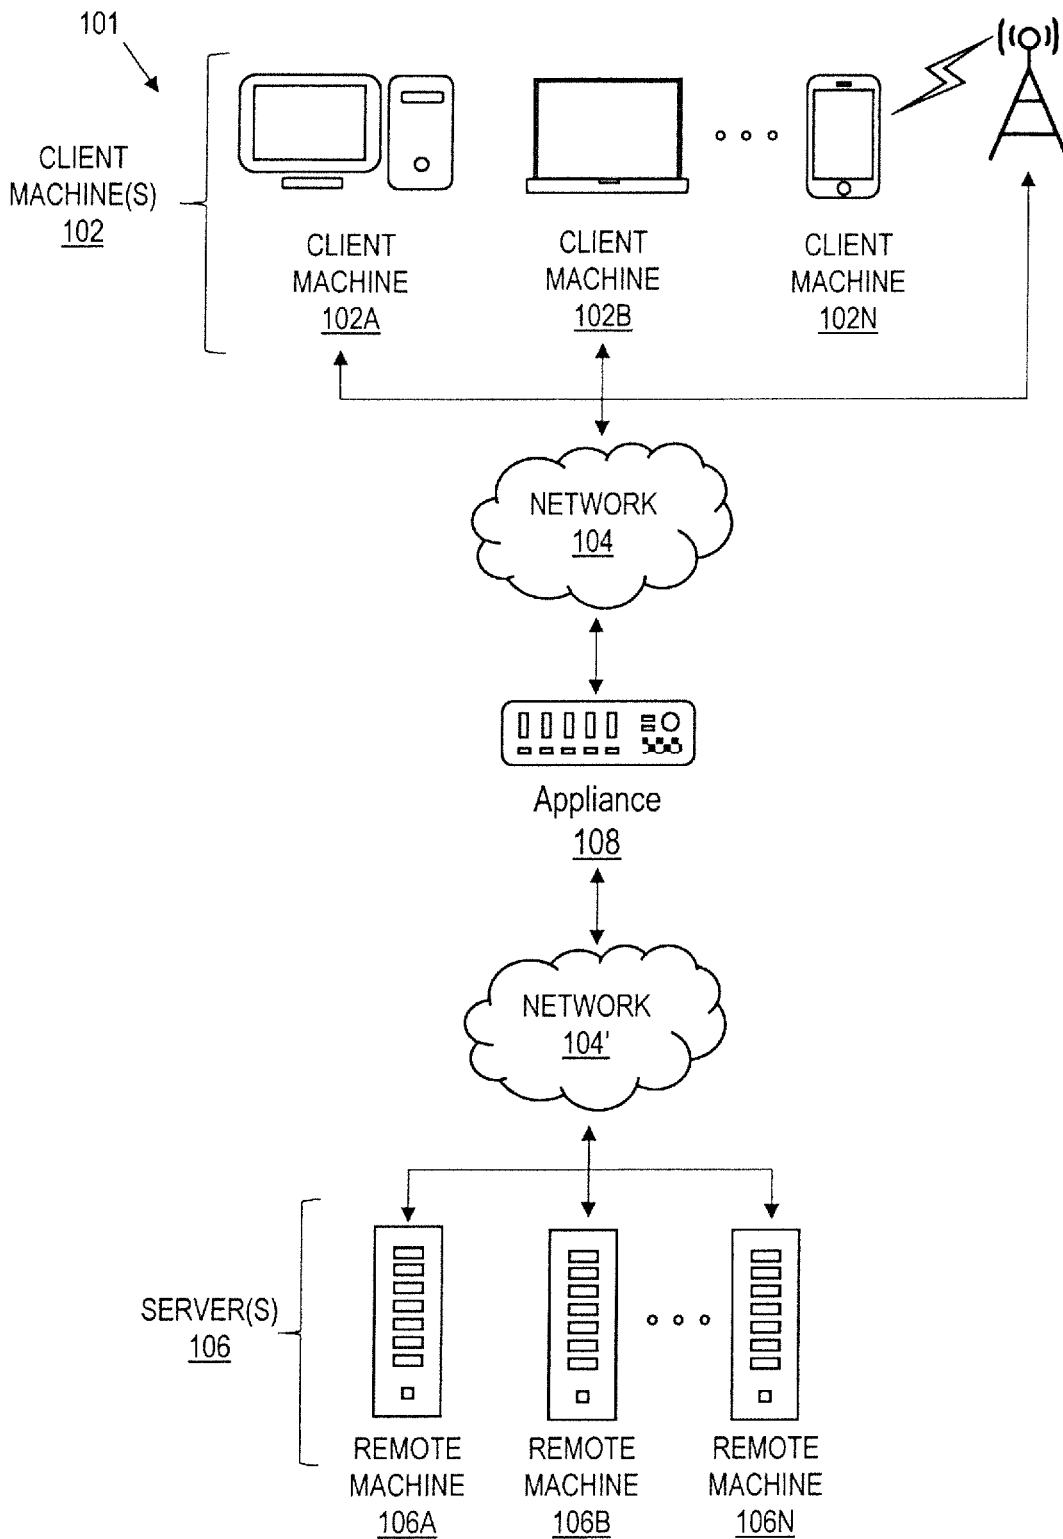 101
CLIENT
MACHINE(S)
102
CLIENT
MACHINE
102A
CLIENT
MACHINE
102B
CLIENT
MACHINE
102N
NETWORK
104
Appliance
108
NETWORK
104'
SERVER(S)
106
REMOTE
MACHINE
106A
REMOTE
MACHINE
106B
REMOTE
MACHINE
106N